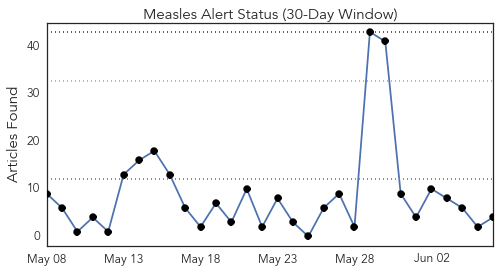 Measles Alert Status (30-Day Window)
Articles Found
40
30
20
10
0
May 08 May 13 May 18 May 23 May 28 Jun 02